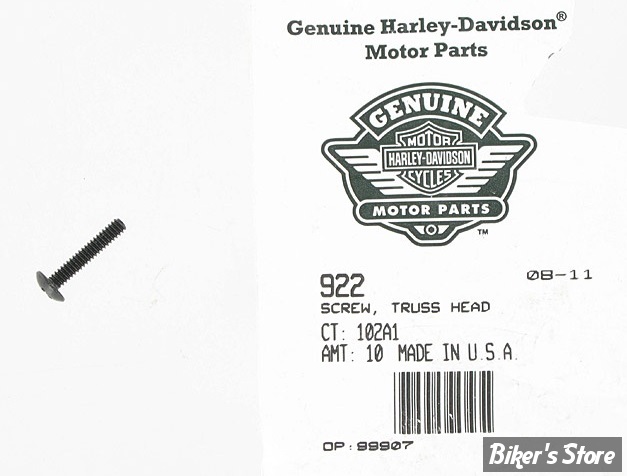 Genuine Harley-Davidson®
Motor Parts
GENUINE
MOTOR
HARLEY-DAVIDSON
CYCLES
MOTOR PARTS
TM
922
08-11
SCREW, TRUSS HEAD
CT: 102A1
AMT: 10 MADE IN U.S.A.
OP:99907
Biker's Store